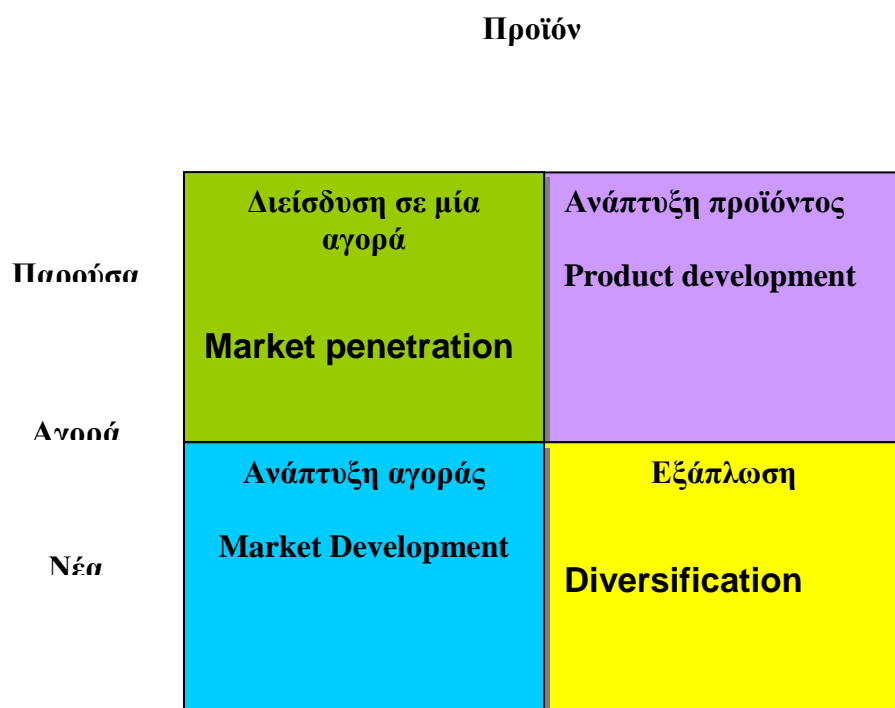 Προϊόν
Διείσδυση σε μία
αγορά
Ανάπτυξη προϊόντος
Παρούσα
Product development
Market penetration
Αγορά
Ανάπτυξη αγοράς
Εξάπλωση
Market Development
Νέα
Diversification